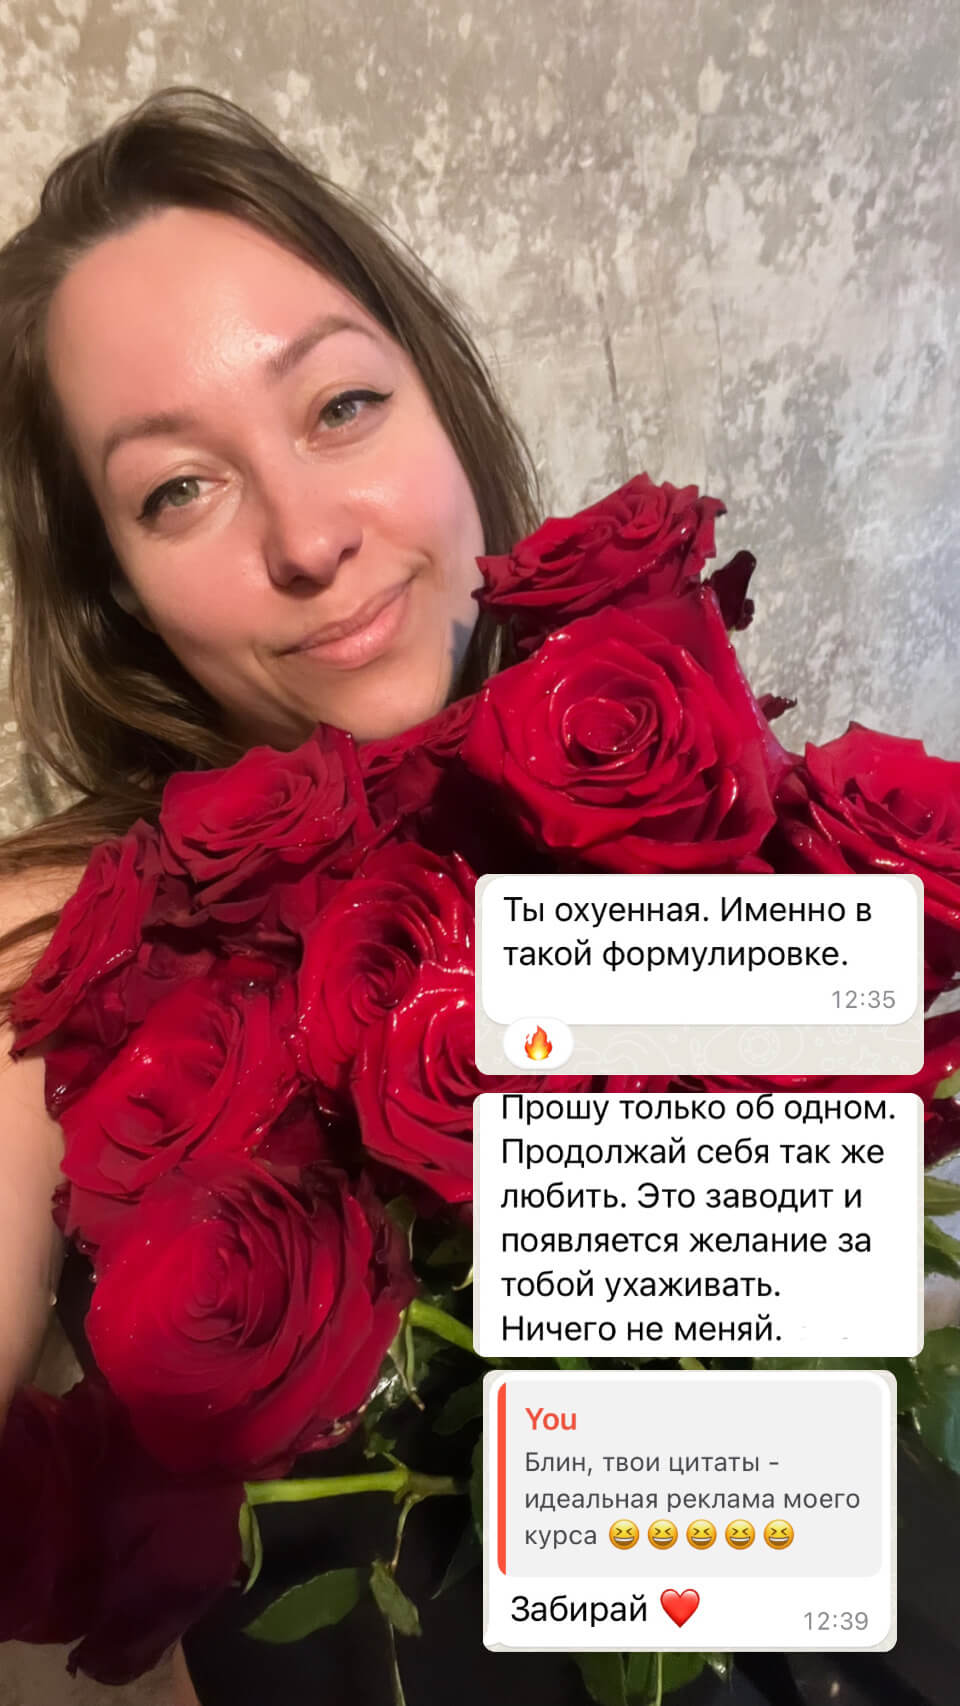 Ты охуенная. Именно в
такой формулировке.
12:35
Прошу только об одном.
Продолжай себя так же
любить. Это заводит и
появляется желание за
тобой ухаживать.
Ничего не меняй.
You
Блин, твои цитаты -
идеальная реклама моего
курса 😆😆😆😆😆
Забирай ❤️
12:39